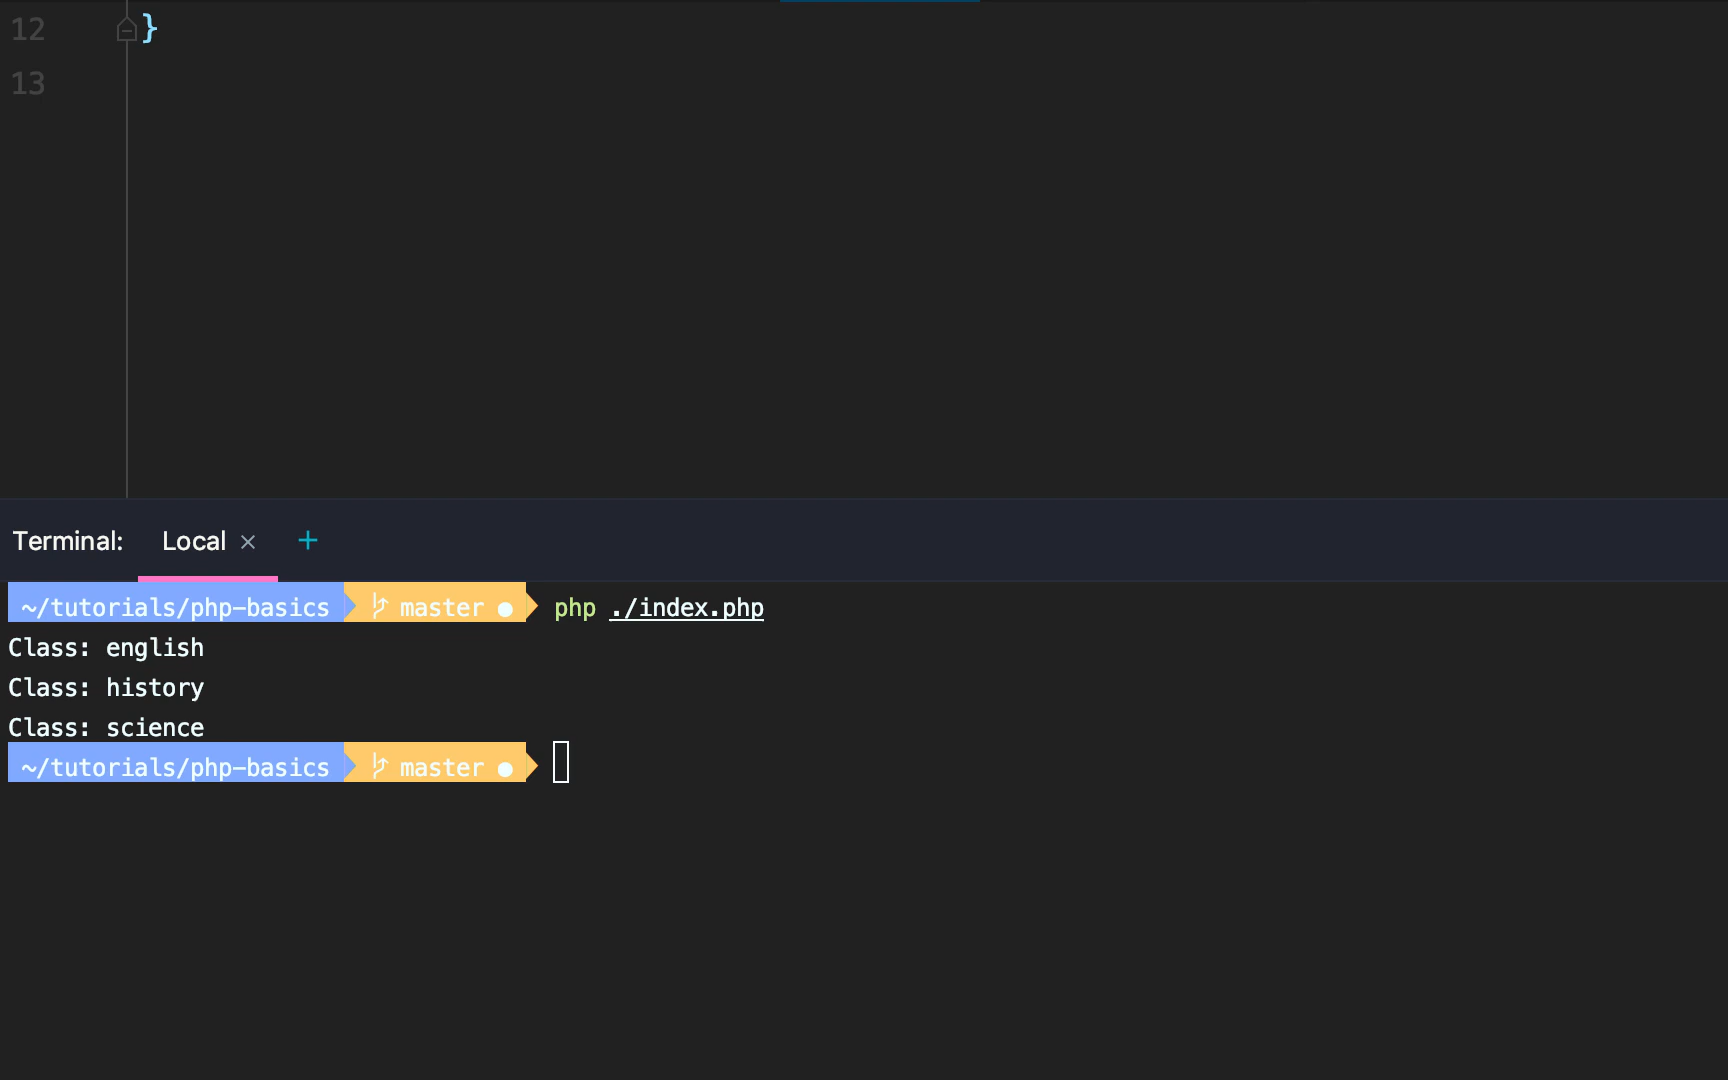 12 }
13
Terminal: Local × +
~/tutorials/php-basics master ● php ./index.php
Class: english
Class: history
Class: science
~/tutorials/php-basics master ●